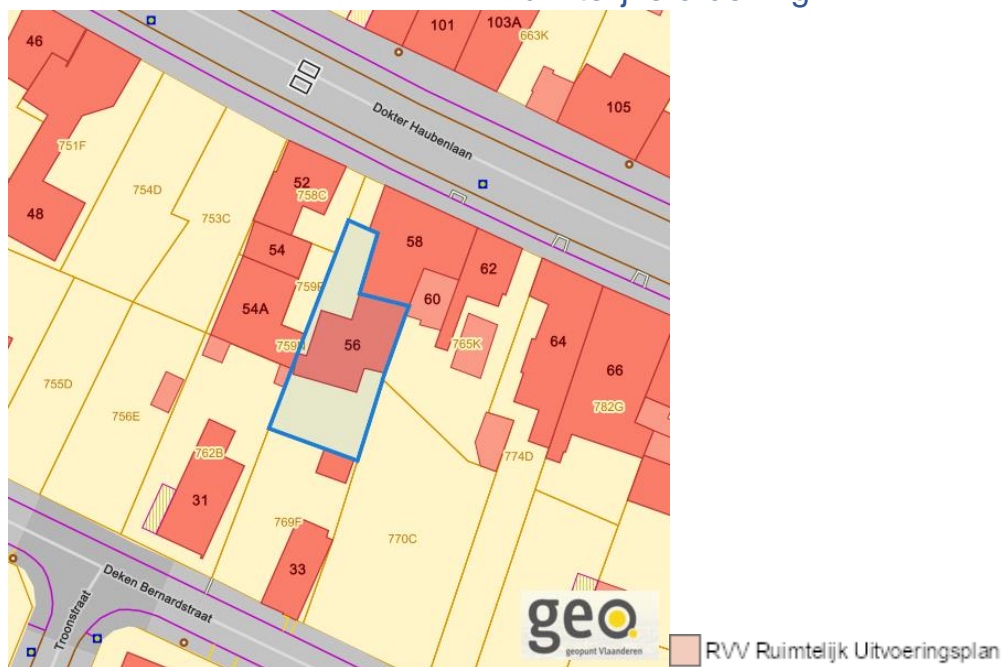 101
103A
663K
46
105
Dokter Haubenlaan
751F
754D
52
758C
753C
48
58
54
62
759P
60
54A
765K
759N
56
64
66
755D
782G
756E
762B
774D
31
769F
770C
33
Deken Bernardstraat
Troonstraat
geo
geopunt Vlaanderen
RVV Ruimtelijk Uitvoeringsplan